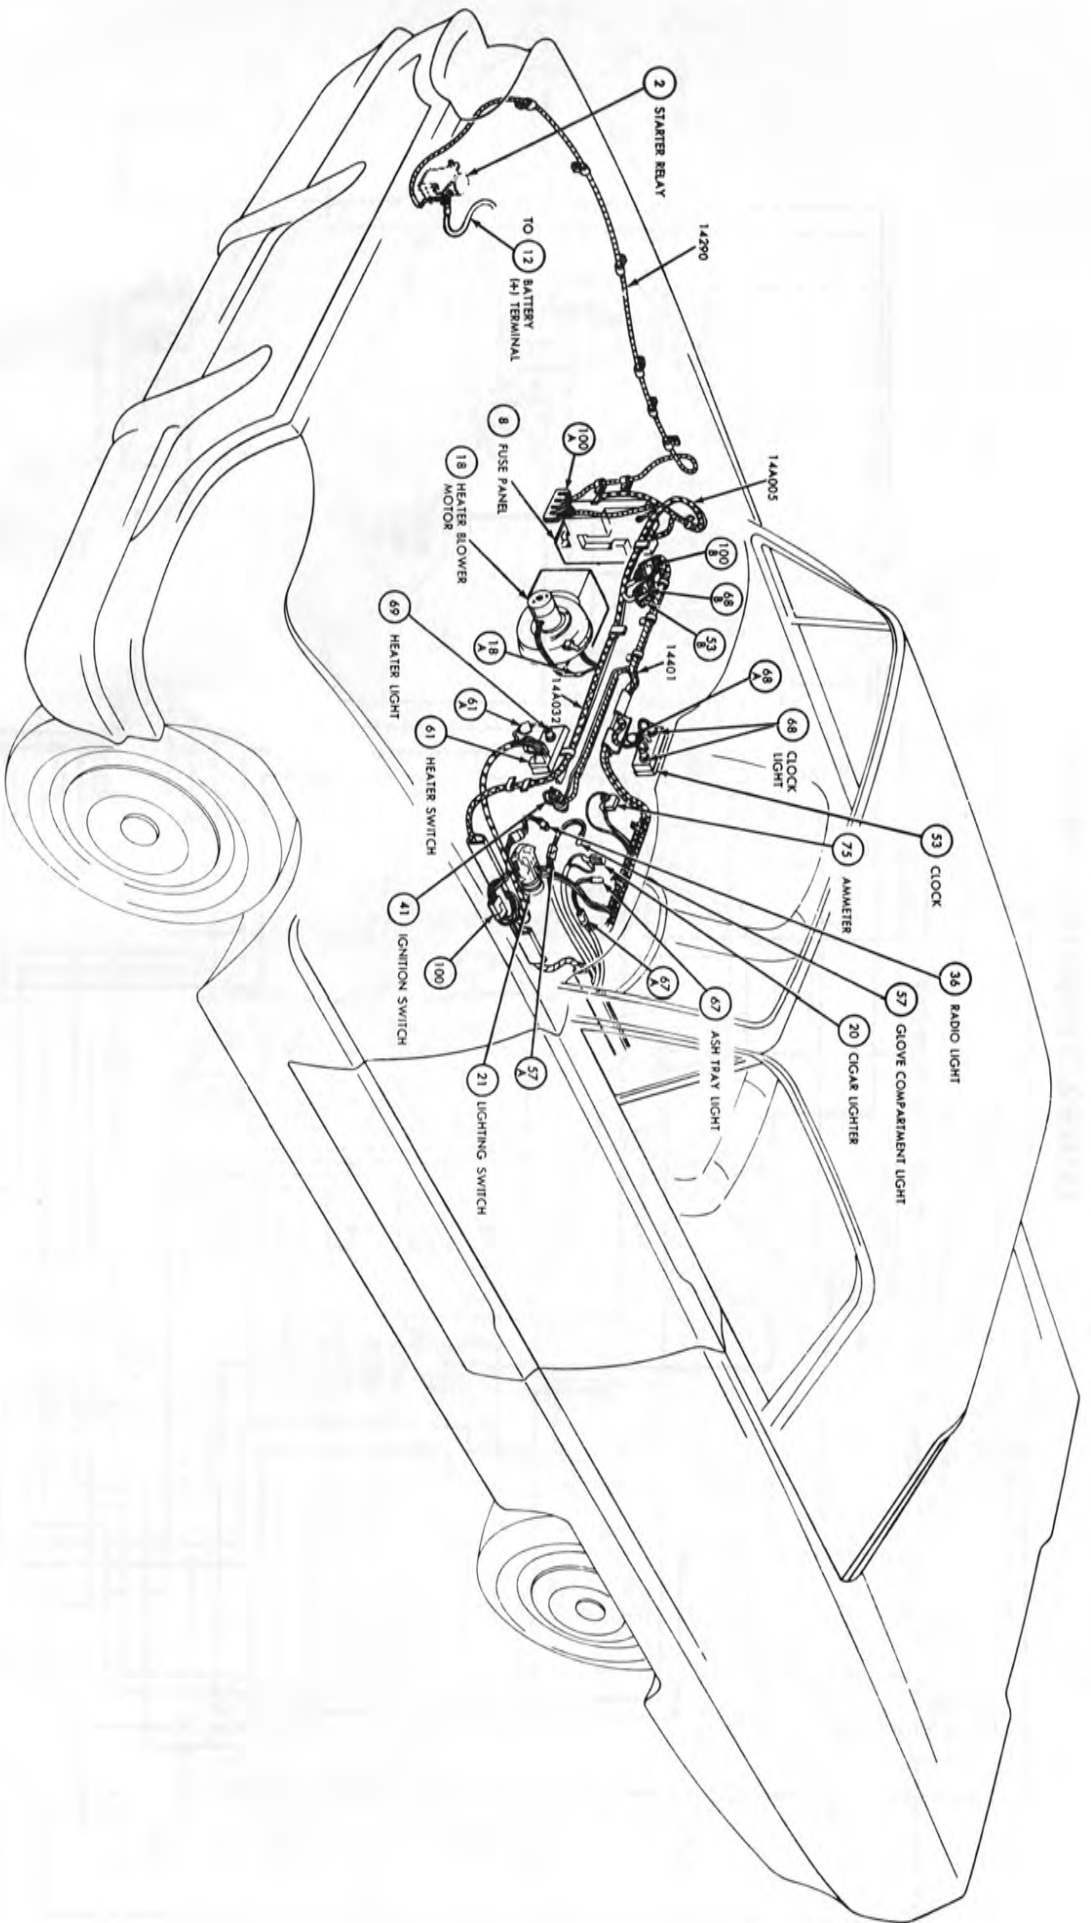 2 STARTER RELAY
14290
TO 12 BATTERY
(+) TERMINAL
14A005
100
A
8 FUSE PANEL
18 HEATER BLOWER
MOTOR
100
B
68
B
53
B
14401
68
A
68 CLOCK
LIGHT
53 CLOCK
75 AMMETER
36 RADIO LIGHT
57 GLOVE COMPARTMENT LIGHT
20 CIGAR LIGHTER
67 ASH TRAY LIGHT
67
A
18
A
14A032
69 HEATER LIGHT
61
A
61 HEATER SWITCH
41 IGNITION SWITCH
100
57
A
21 LIGHTING SWITCH